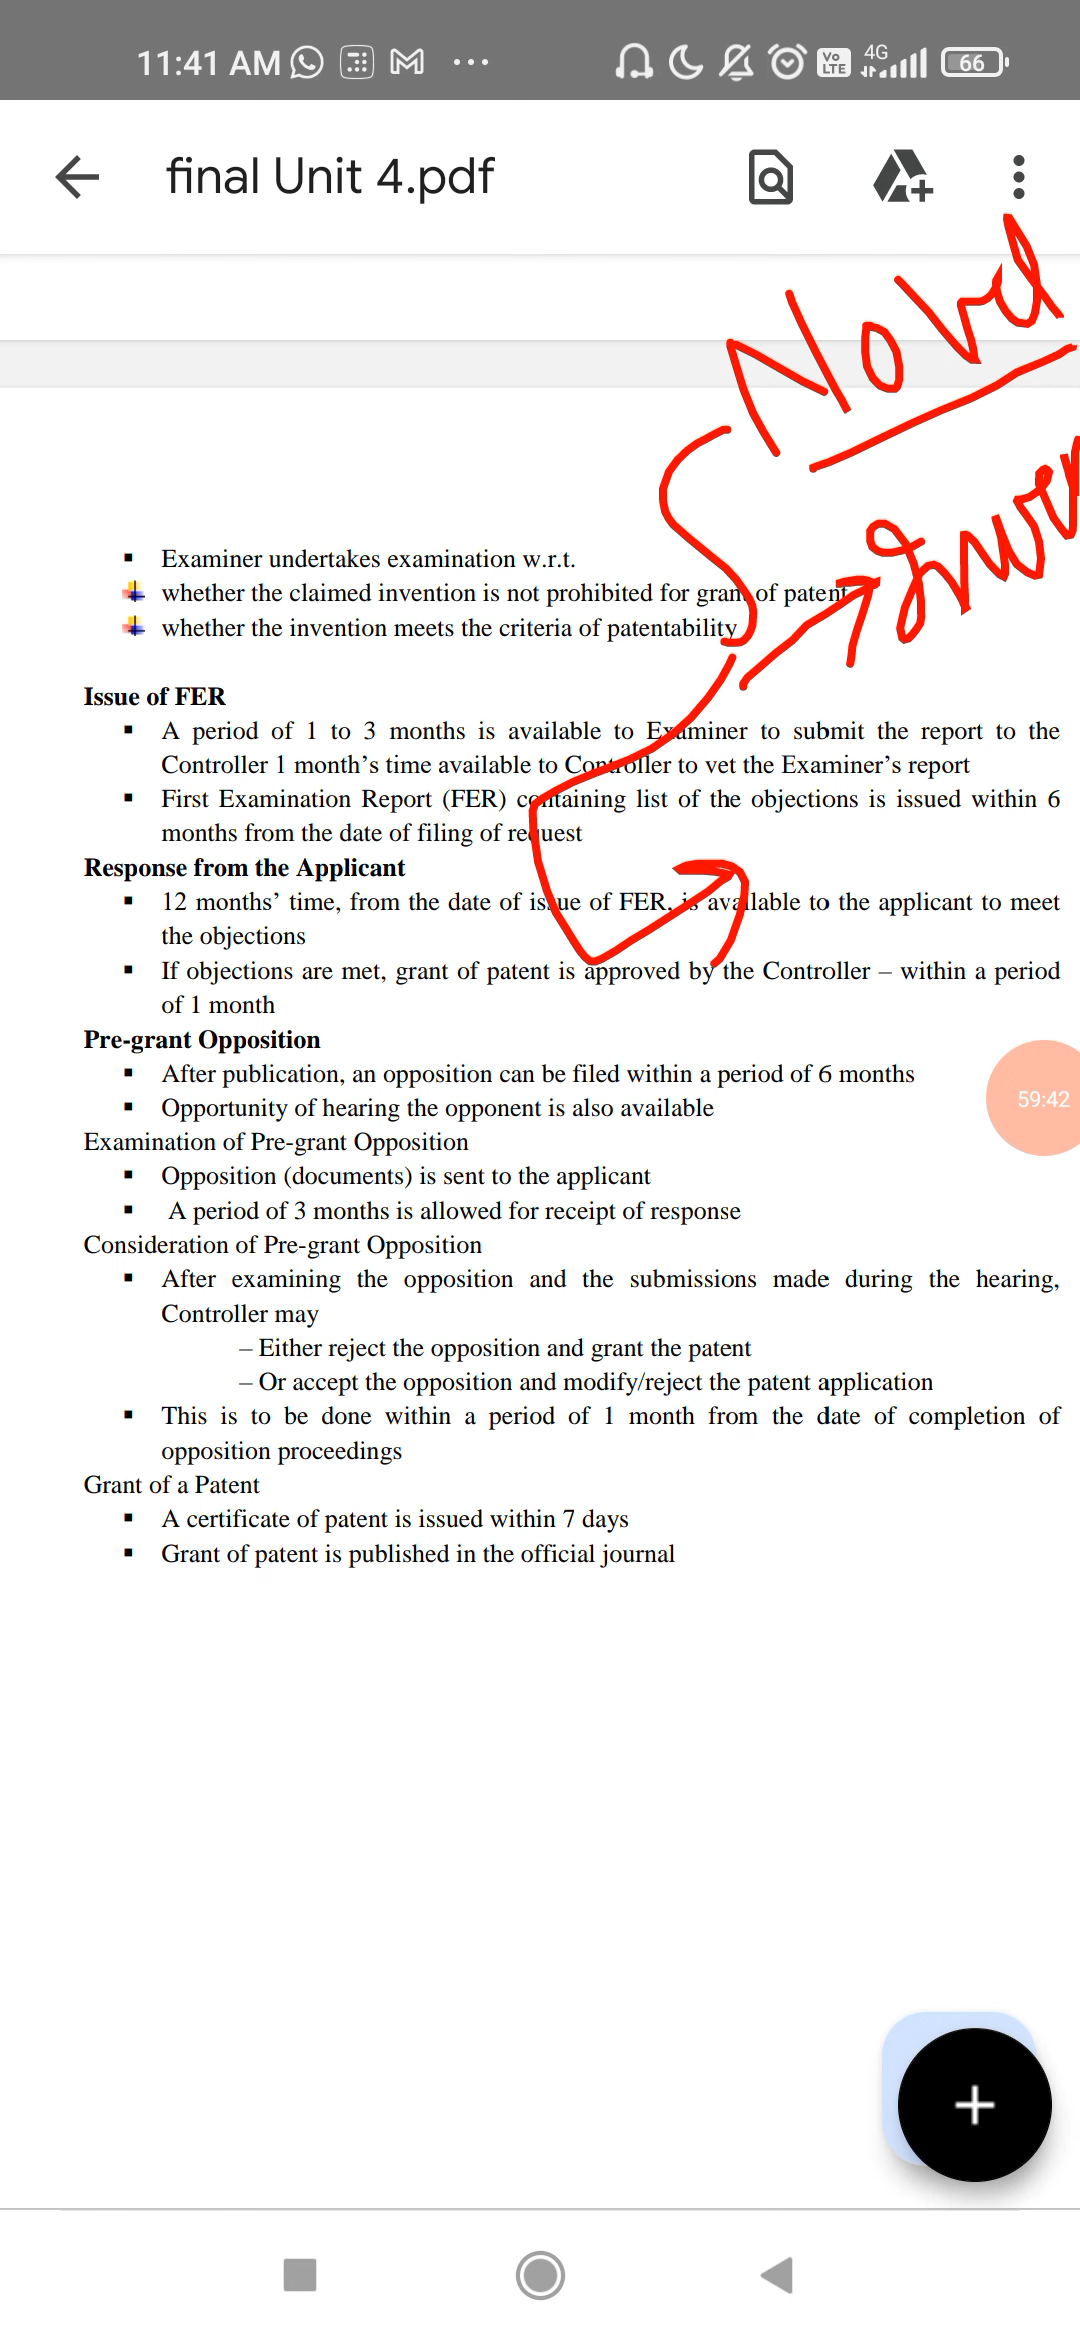 11:41 AM
4G
Vo LTE
66
final Unit 4.pdf
Novel
▪ Examiner undertakes examination w.r.t.
whether the claimed invention is not prohibited for grant of patent
whether the invention meets the criteria of patentability
Issue of FER
▪ A period of 1 to 3 months is available to Examiner to submit the report to the
Controller 1 month’s time available to Controller to vet the Examiner’s report
▪ First Examination Report (FER) containing list of the objections is issued within 6
months from the date of filing of request
Response from the Applicant
▪ 12 months’ time, from the date of issue of FER, is available to the applicant to meet
the objections
▪ If objections are met, grant of patent is approved by the Controller – within a period
of 1 month
Pre-grant Opposition
▪ After publication, an opposition can be filed within a period of 6 months
59:42
▪ Opportunity of hearing the opponent is also available
Examination of Pre-grant Opposition
▪ Opposition (documents) is sent to the applicant
▪ A period of 3 months is allowed for receipt of response
Consideration of Pre-grant Opposition
▪ After examining the opposition and the submissions made during the hearing,
Controller may
– Either reject the opposition and grant the patent
– Or accept the opposition and modify/reject the patent application
▪ This is to be done within a period of 1 month from the date of completion of
opposition proceedings
Grant of a Patent
▪ A certificate of patent is issued within 7 days
▪ Grant of patent is published in the official journal